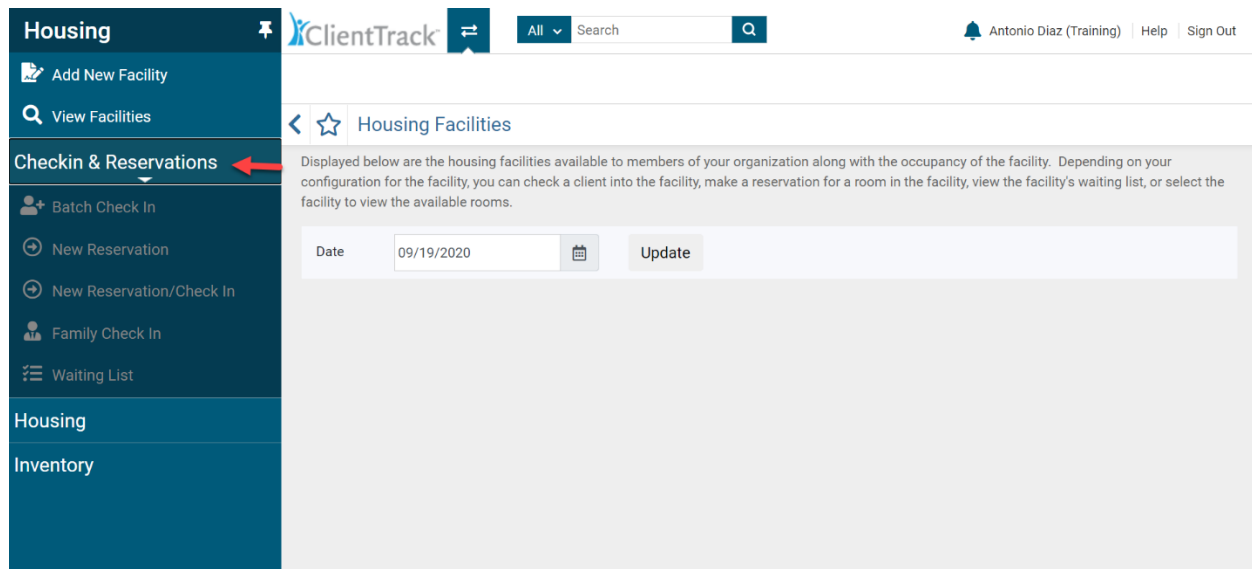 Housing
ClientTrack
All
Search
Antonio Diaz (Training)
Help
Sign Out
Add New Facility
View Facilities
Checkin & Reservations
Batch Check In
New Reservation
New Reservation/Check In
Family Check In
Waiting List
Housing
Inventory
Housing Facilities
Displayed below are the housing facilities available to members of your organization along with the occupancy of the facility. Depending on your
configuration for the facility, you can check a client into the facility, make a reservation for a room in the facility, view the facility's waiting list, or select the
facility to view the available rooms.
Date
09/19/2020
Update